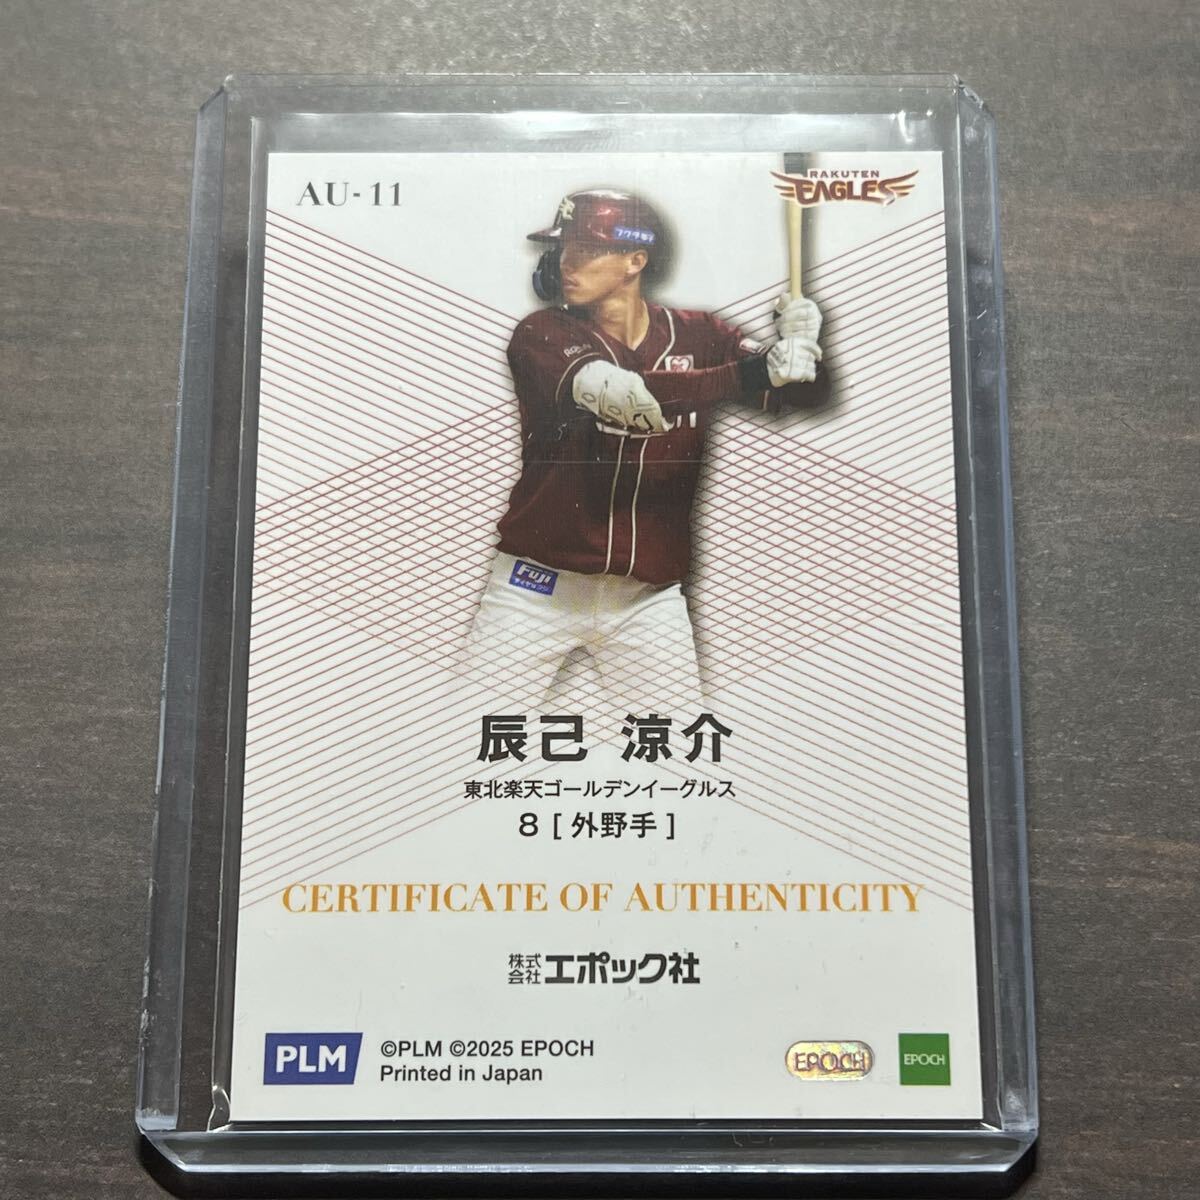 AU-11
RAKUTEN
EAGLES
Fuji
辰己 涼介
東北楽天ゴールデンイーグルス
8 [ 外野手 ]
CERTIFICATE OF AUTHENTICITY
株式会社エポック社
PLM
©PLM ©2025 EPOCH
Printed in Japan
EPOCH
EPOCH